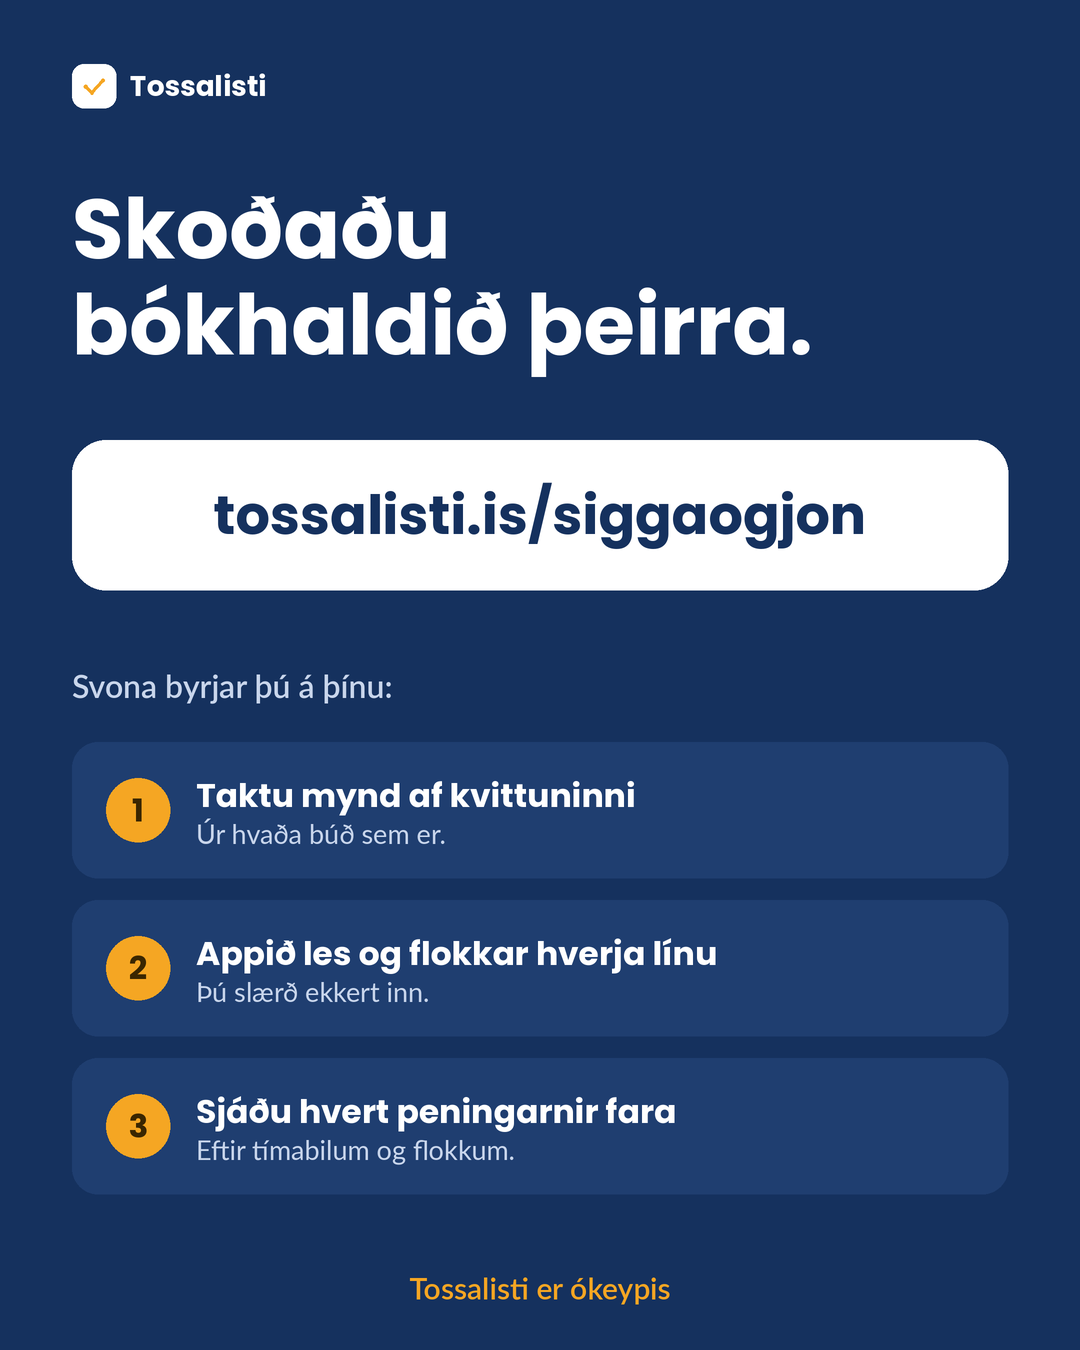 Tossalisti
Skoðaðu
bókhaldið þeirra.
tossalisti.is/siggaogjon
Svona byrjar þú á þínu:
1
Taktu mynd af kvittuninni
Úr hvaða búð sem er.
2
Appið les og flokkar hverja línu
Þú slærð ekkert inn.
3
Sjáðu hvert peningarnir fara
Eftir tímabilum og flokkum.
Tossalisti er ókeypis